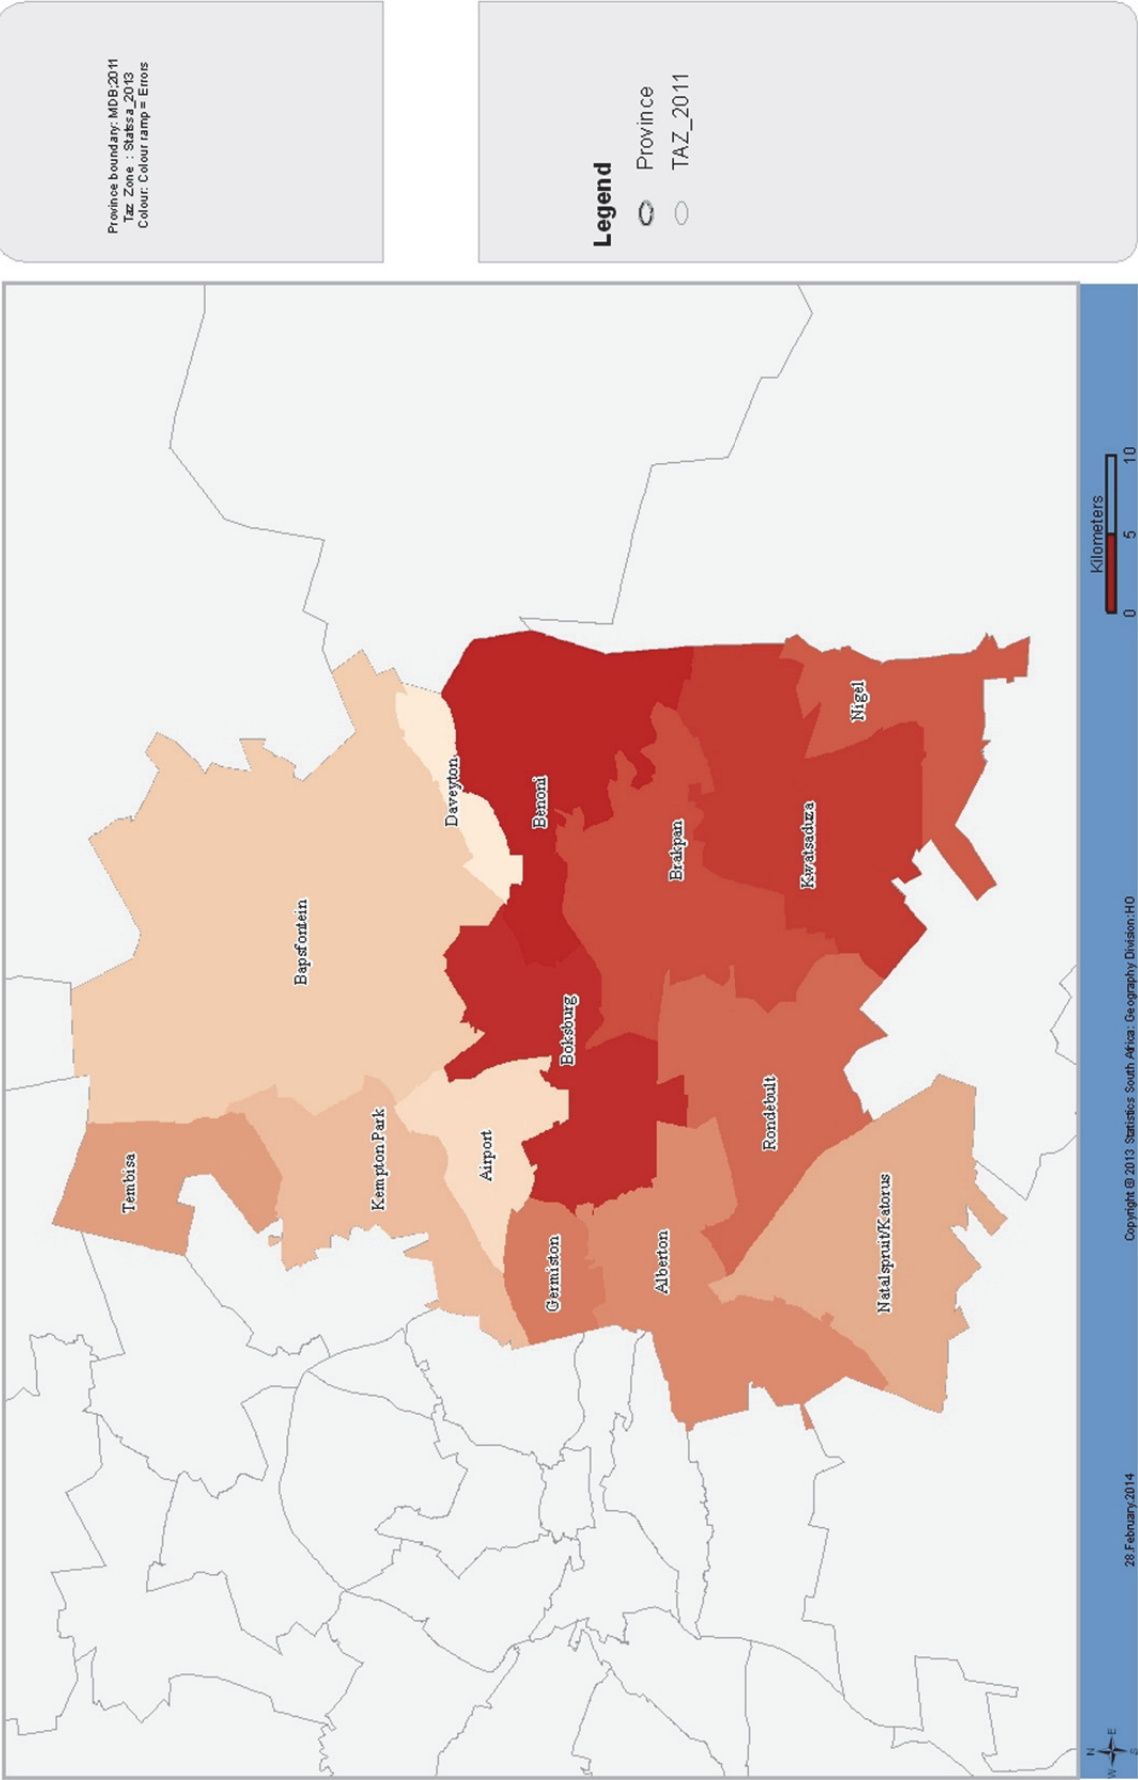 Province boundary: MDB:2011
Taz Zone : Statssa_2013
Colour: Colour ramp = Errors
Legend
Province
TAZ_2011
Tembisa
Bapsfontein
Kempton Park
Daveyton
Airport
Benoni
Germiston
Boksburg
Alberton
Brakpan
Rondebult
Kwatsaduza
Nigel
Natalspruit/Katorus
N
W
E
S
Kilometers
0 5 10
28.February.2014
Copyright @ 2013 Statistics South Africa: Geography Division:HO